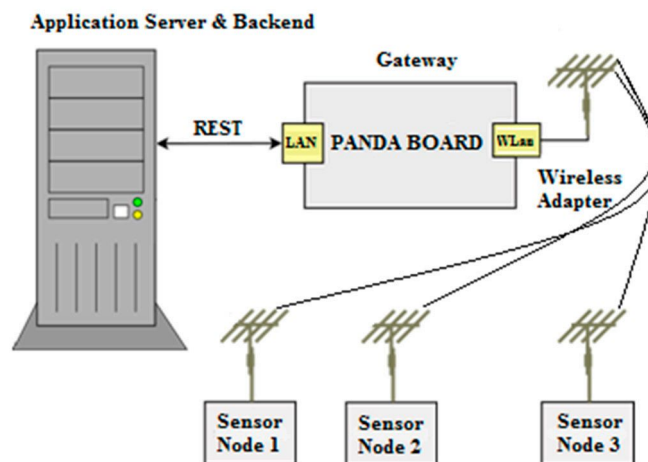 Application Server & Backend
Gateway
REST
LAN
PANDA BOARD
WLan
Wireless
Adapter
Sensor
Node 1
Sensor
Node 2
Sensor
Node 3